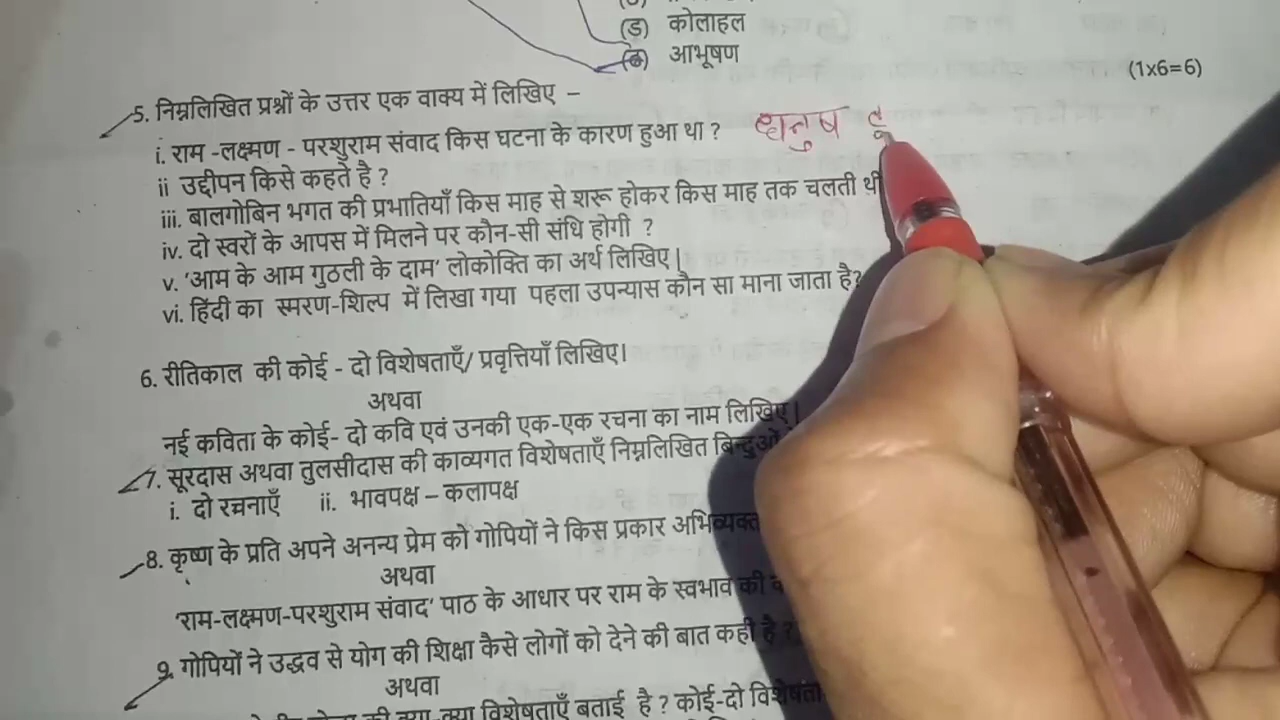 (ड) कोलाहल
आभूषण
(1x6=6)
5. निम्नलिखित प्रश्नों के उत्तर एक वाक्य में लिखिए –
i. राम -लक्ष्मण - परशुराम संवाद किस घटना के कारण हुआ था ? धनुष
ii उद्दीपन किसे कहते है ?
iii. बालगोबिन भगत की प्रभातियाँ किस माह से शरू होकर किस माह तक चलती थी
iv. दो स्वरों के आपस में मिलने पर कौन-सी संधि होगी ?
v. 'आम के आम गुठली के दाम' लोकोक्ति का अर्थ लिखिए|
vi. हिंदी का स्मरण-शिल्प में लिखा गया पहला उपन्यास कौन सा माना जाता है?
6. रीतिकाल की कोई - दो विशेषताएँ/ प्रवृत्तियाँ लिखिए।
अथवा
नई कविता के कोई- दो कवि एवं उनकी एक-एक रचना का नाम लिखिए|
7. सूरदास अथवा तुलसीदास की काव्यगत विशेषताएँ निम्नलिखित बिन्दुओं
i. दो रचनाएँ ii. भावपक्ष – कलापक्ष
8. कृष्ण के प्रति अपने अनन्य प्रेम को गोपियों ने किस प्रकार अभिव्यक्त
अथवा
'राम-लक्ष्मण-परशुराम संवाद' पाठ के आधार पर राम के स्वभाव की
9. गोपियों ने उद्धव से योग की शिक्षा कैसे लोगों को देने की बात कही है ?
अथवा
की क्या-क्या विशेषताएँ बताई है ? कोई-दो विशेषता